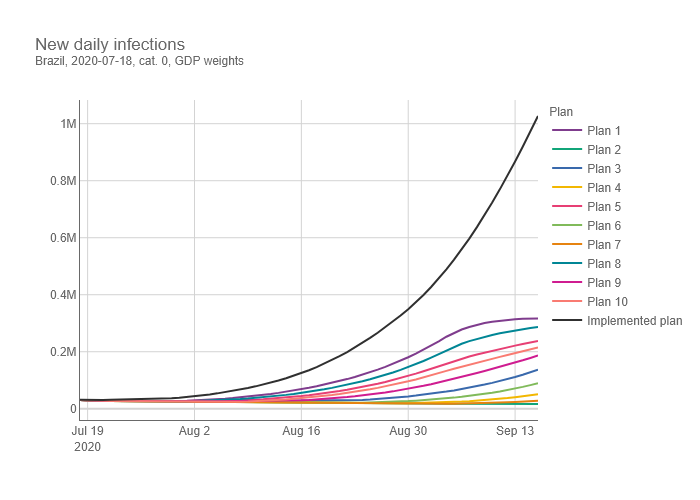 New daily infections
Brazil, 2020-07-18, cat. 0, GDP weights
1M
0.8M
0.6M
0.4M
0.2M
0
Jul 19
2020
Aug 2
Aug 16
Aug 30
Sep 13
Plan
Plan 1
Plan 2
Plan 3
Plan 4
Plan 5
Plan 6
Plan 7
Plan 8
Plan 9
Plan 10
Implemented plan